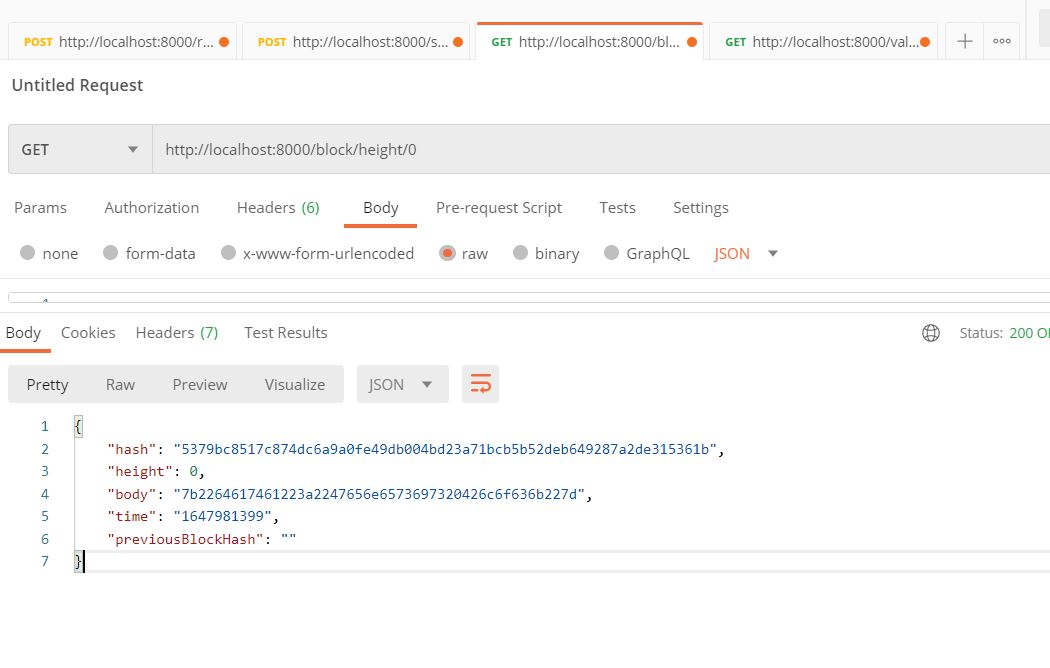 POST http://localhost:8000/r... POST http://localhost:8000/s... GET http://localhost:8000/bl... GET http://localhost:8000/val...
Untitled Request
GET http://localhost:8000/block/height/0
Params Authorization Headers (6) Body Pre-request Script Tests Settings
none form-data x-www-form-urlencoded raw binary GraphQL JSON
Body Cookies Headers (7) Test Results Status: 200
Pretty Raw Preview Visualize JSON
1 {
2 "hash": "5379bc8517c874dc6a9a0fe49db004bd23a71bcb5b52deb649287a2de315361b",
3 "height": 0,
4 "body": "7b2264617461223a2247656e6573697320426c6f636b227d",
5 "time": "1647981399",
6 "previousBlockHash": ""
7 }